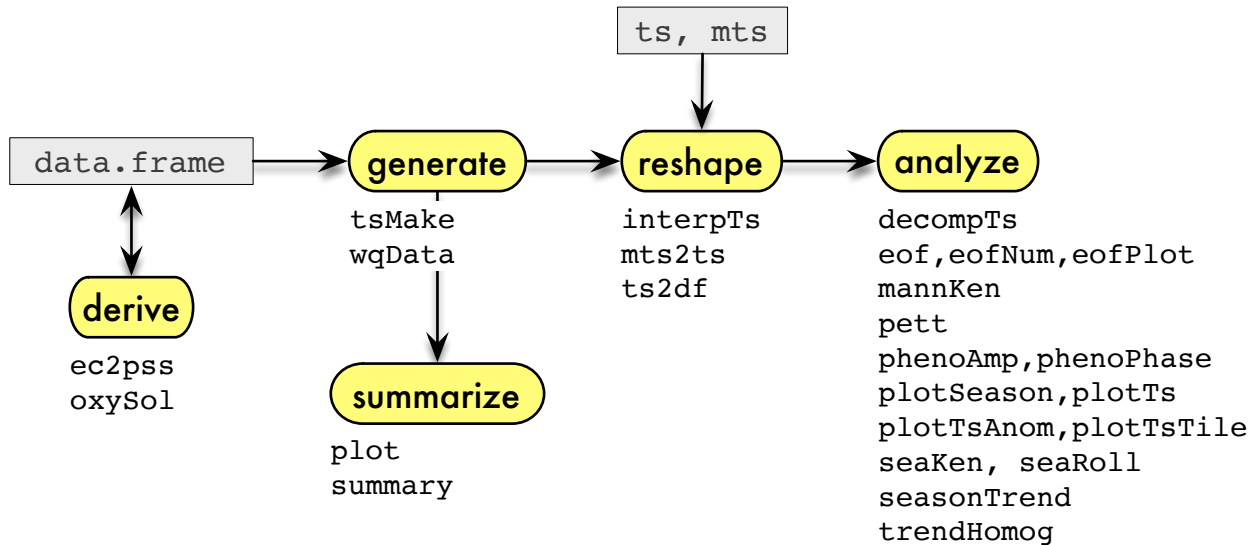 ts, mts
data.frame
generate
reshape
analyze
tsMake
wqData
interpTs
mts2ts
ts2df
decompTs
eof,eofNum,eofPlot
mannKen
pett
phenoAmp,phenoPhase
plotSeason,plotTs
plotTsAnom,plotTsTile
seaKen, seaRoll
seasonTrend
trendHomog
derive
ec2pss
oxySol
summarize
plot
summary